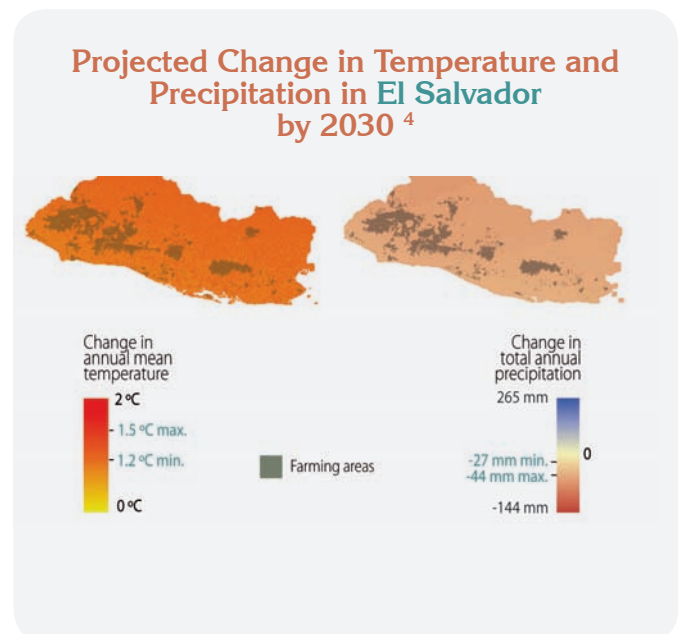 Projected Change in Temperature and
Precipitation in El Salvador
by 2030 4
Change in
annual mean
temperature
2 ºC
1.5 ºC max.
1.2 ºC min.
0 ºC
Farming areas
Change in
total annual
precipitation
265 mm
0
-27 mm min.
-44 mm max.
-144 mm